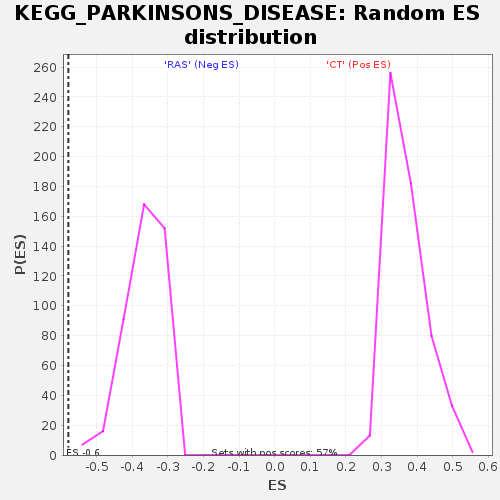 KEGG_PARKINSONS_DISEASE: Random ES
distribution
'RAS' (Neg ES) 'CT' (Pos ES)
260
240
220
200
180
160
140
120
100
80
60
40
20
0
P(ES)
ES -0.6 Sets with pos scores: 57%
-0.5 -0.4 -0.3 -0.2 -0.1 0.0 0.1 0.2 0.3 0.4 0.5 0.6
ES